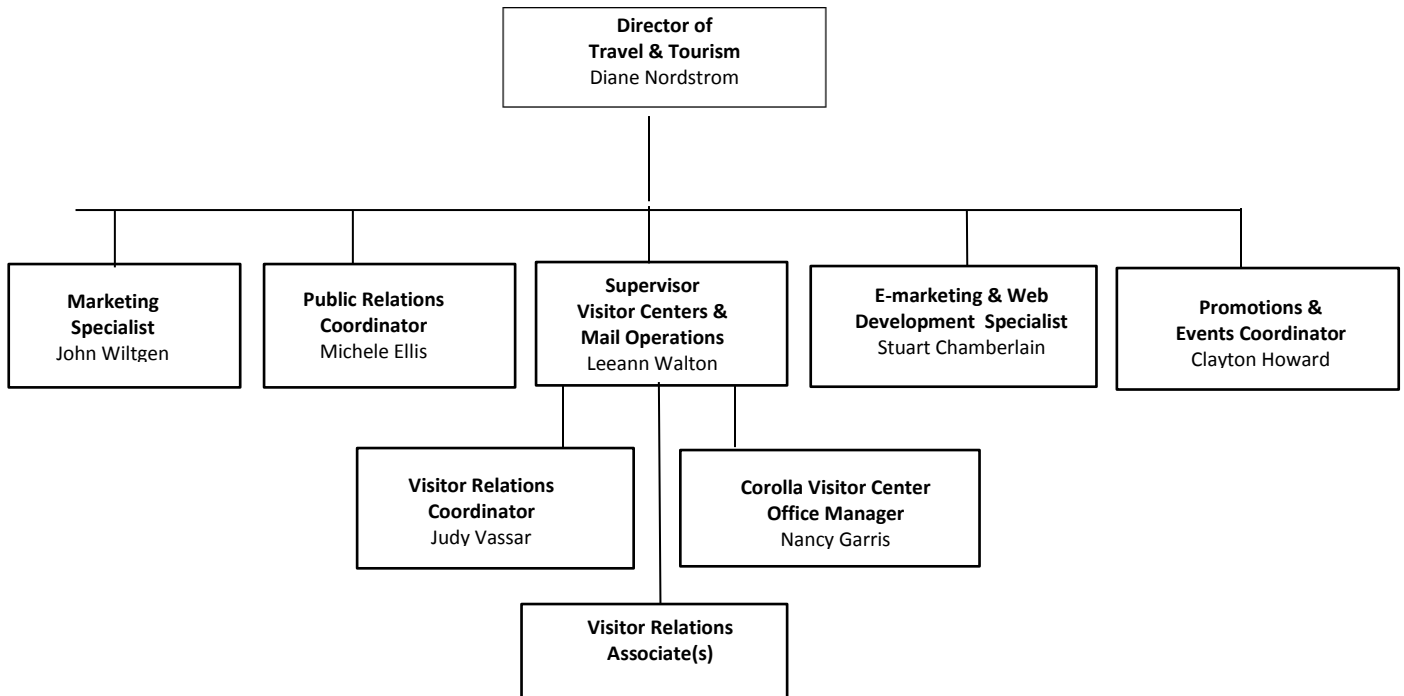 Director of
Travel & Tourism
Diane Nordstrom
Marketing
Specialist
John Wiltgen
Public Relations
Coordinator
Michele Ellis
Supervisor
Visitor Centers &
Mail Operations
Leeann Walton
E-marketing & Web
Development Specialist
Stuart Chamberlain
Promotions &
Events Coordinator
Clayton Howard
Visitor Relations
Coordinator
Judy Vassar
Corolla Visitor Center
Office Manager
Nancy Garris
Visitor Relations
Associate(s)